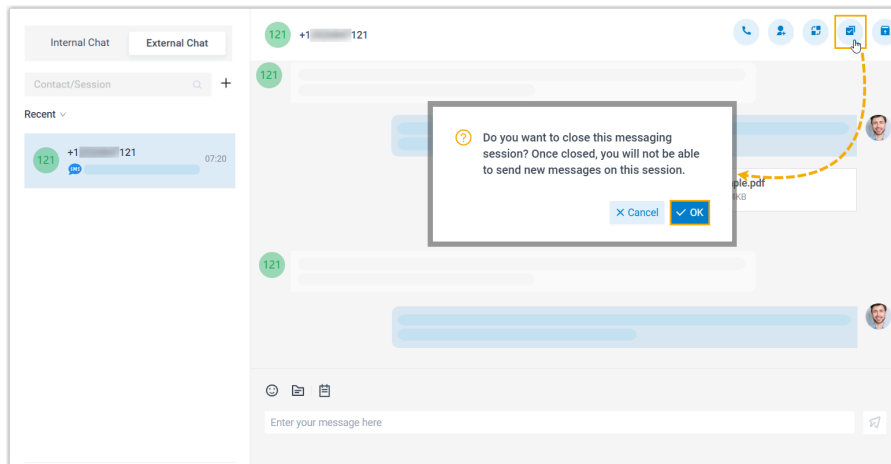 Internal Chat
External Chat
121
+1 121
Contact/Session
+
Recent
121
+1 121
07:20
SMS
121
Do you want to close this messaging
session? Once closed, you will not be able
to send new messages on this session.
Cancel
OK
ple.pdf
KB
121
Enter your message here